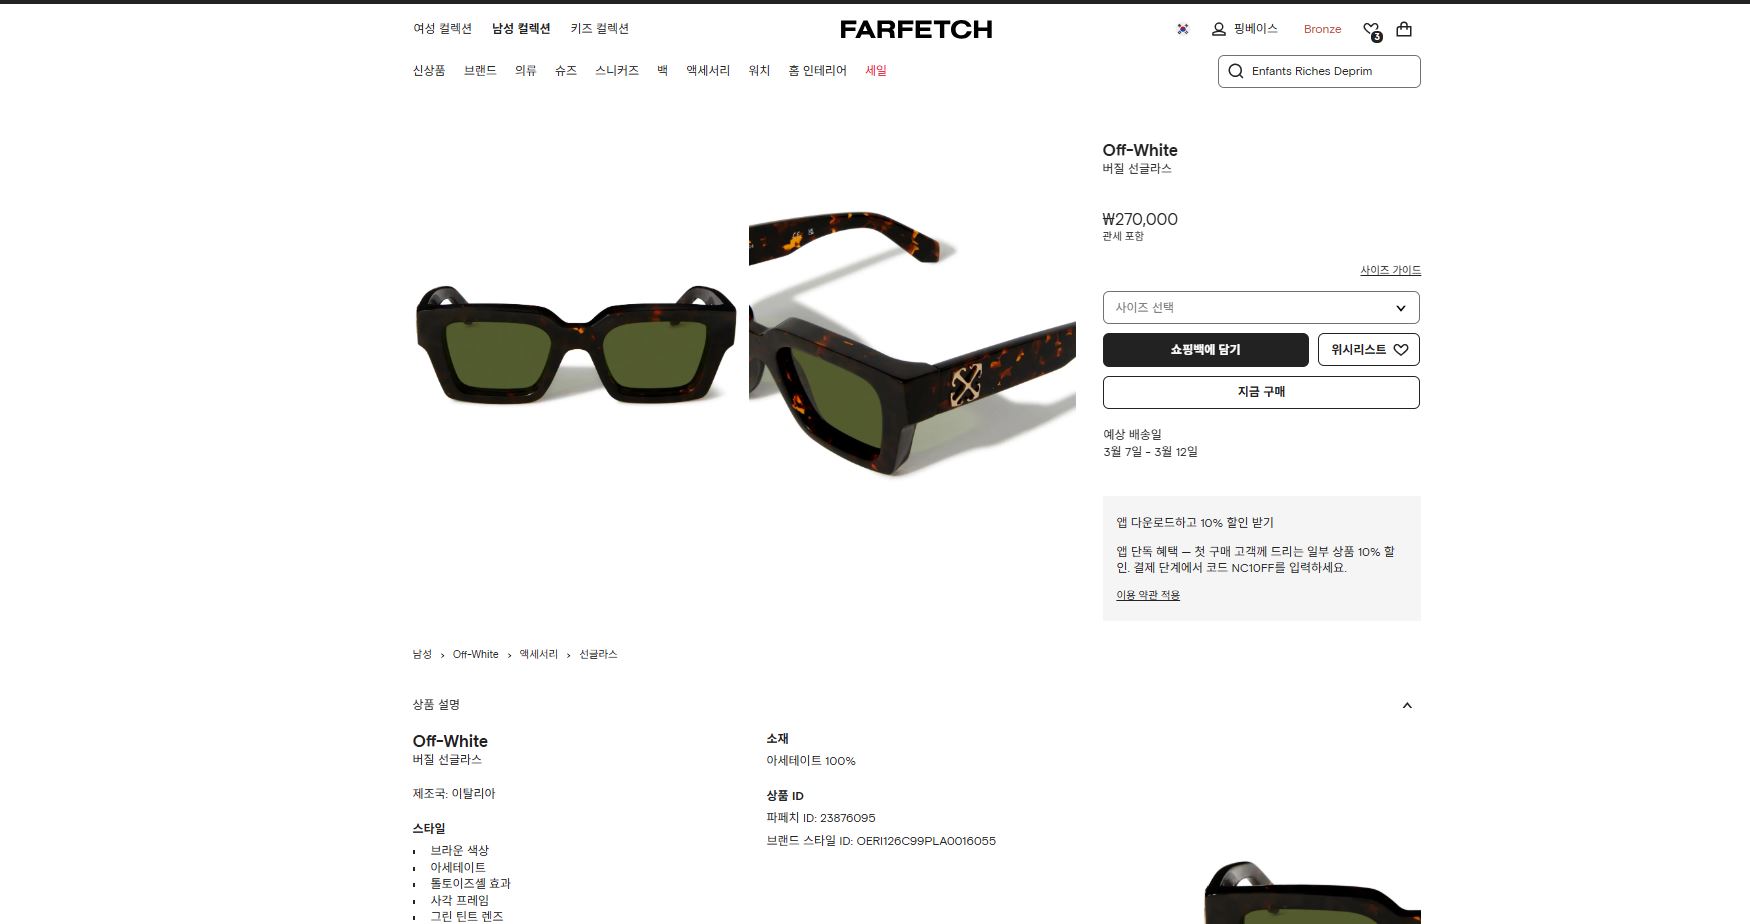 여성 컬렉션 남성 컬렉션 키즈 컬렉션 FARFETCH 핑베이스 Bronze 3
신상품 브랜드 의류 슈즈 스니커즈 백 액세서리 워치 홈 인테리어 세일 Enfants Riches Deprim
Off-White
버질 선글라스
₩270,000
관세 포함
사이즈 가이드
사이즈 선택
쇼핑백에 담기 위시리스트
지금 구매
예상 배송일
3월 7일 - 3월 12일
앱 다운로드하고 10% 할인 받기
앱 단독 혜택 — 첫 구매 고객께 드리는 일부 상품 10% 할
인. 결제 단계에서 코드 NC10FF를 입력하세요.
이용 약관 적용
남성 › Off-White › 액세서리 › 선글라스
상품 설명
Off-White
버질 선글라스
제조국: 이탈리아
스타일
브라운 색상
아세테이트
톨토이즈셸 효과
사각 프레임
그린 틴트 렌즈
소재
아세테이트 100%
상품 ID
파페치 ID: 23876095
브랜드 스타일 ID: OERI126C99PLA0016055